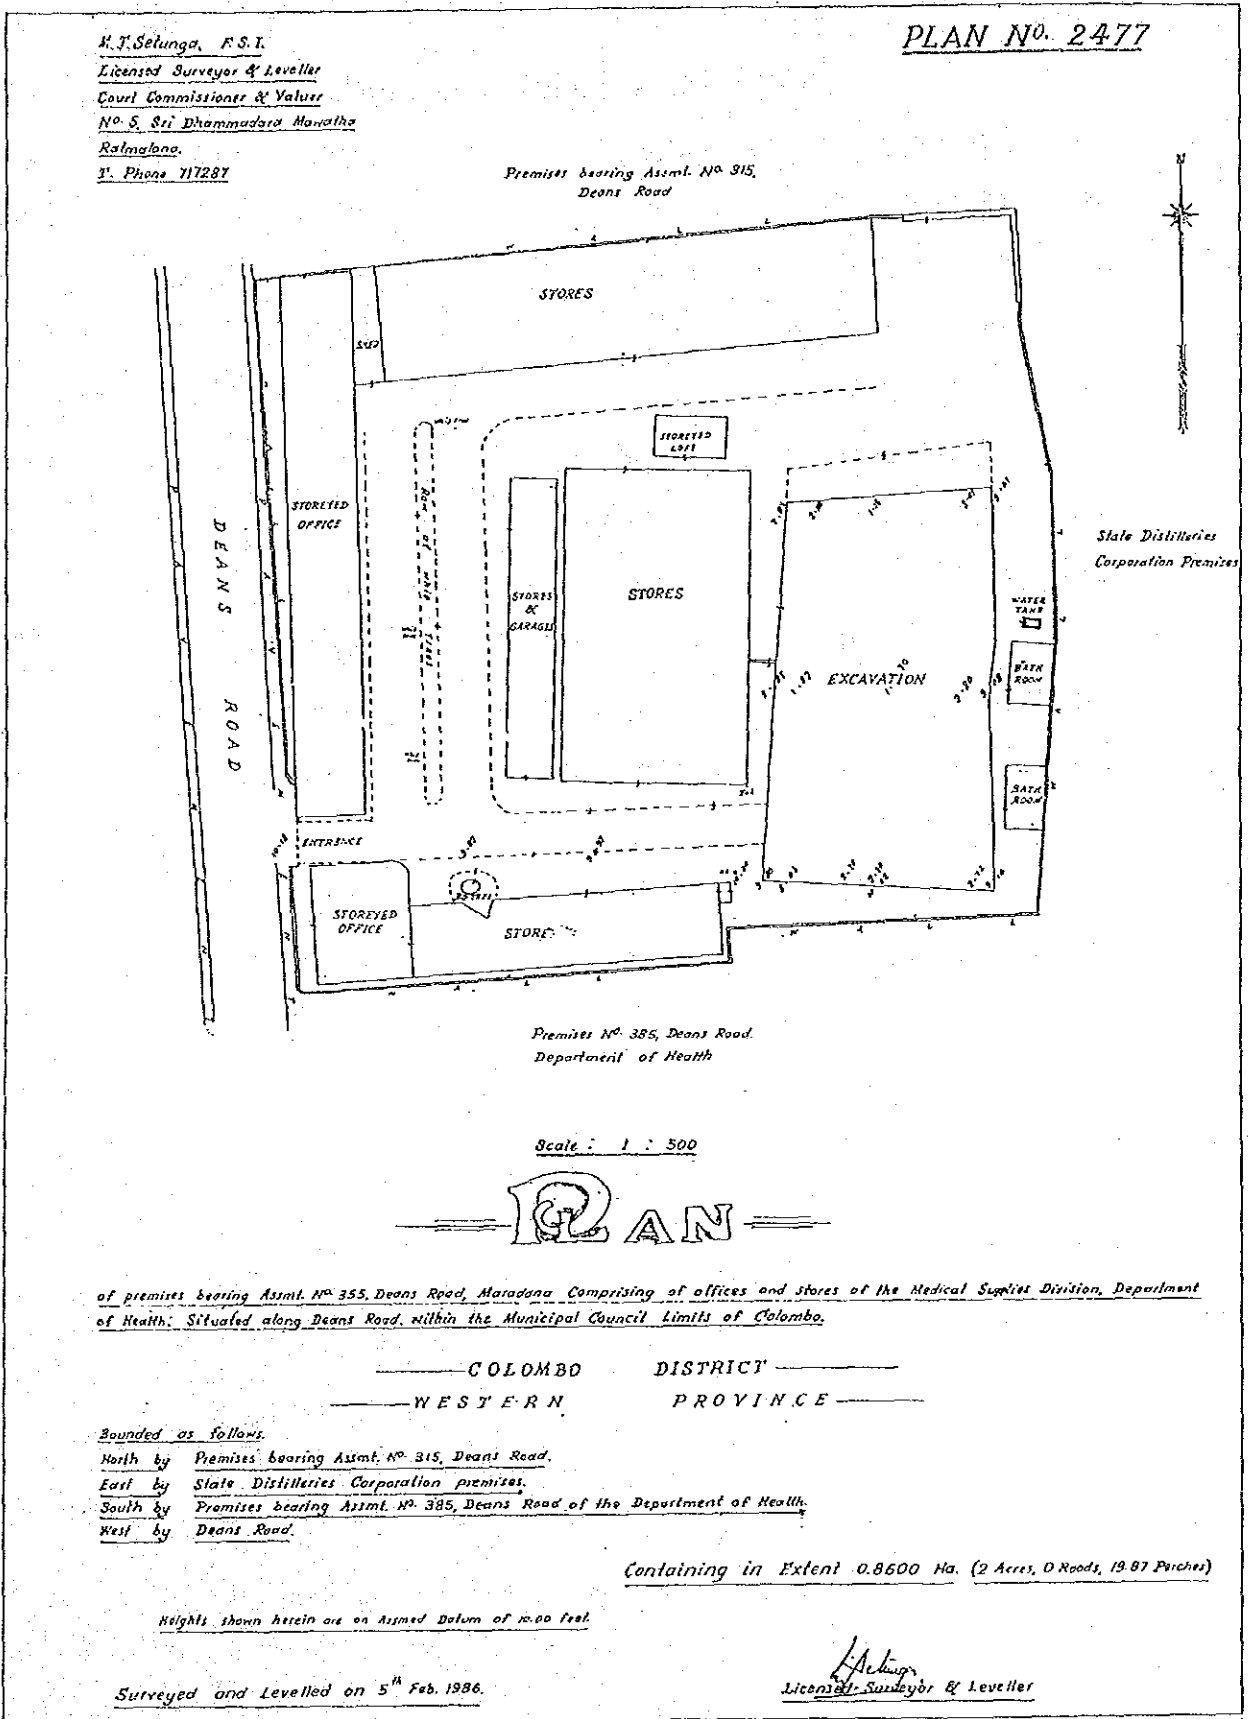 PLAN No. 2477
Licensed Surveyor & Leveller
Court Commissioner & Valuer
No. 5, Sri Dhammadara Mawatha
Ratmalana.
T. Phone 717287
Premises bearing Assmt. No. 315,
Deans Road
N
STORES
SHED
STOREYED
LOFT
STOREYED
OFFICE
DEANS
ROAD
STORES
&
GARAGES
STORES
EXCAVATION
State Distilleries
Corporation Premises
WATER
TANK
BATH
ROOM
BATH
ROOM
ENTRANCE
STOREYED
OFFICE
STORE
Premises No. 385, Deans Road.
Department of Health
Scale : 1 : 500
PLAN
of premises bearing Assmt. No. 355, Deans Road, Maradana Comprising of offices and stores of the Medical Supplies Division, Department
of Health: Situated along Deans Road, within the Municipal Council Limits of Colombo.
COLOMBO DISTRICT
WESTERN PROVINCE
Bounded as follows.
North by Premises bearing Assmt. No. 315, Deans Road.
East by State Distilleries Corporation premises.
South by Premises bearing Assmt. No. 385, Deans Road of the Department of Health.
West by Deans Road.
Containing in Extent 0.8600 Ha. (2 Acres, 0 Roods, 19.87 Perches)
Heights shown herein are on Assmed Datum of 10.00 feet.
Surveyed and Levelled on 5th Feb. 1986.
Licensed Surveyor & Leveller